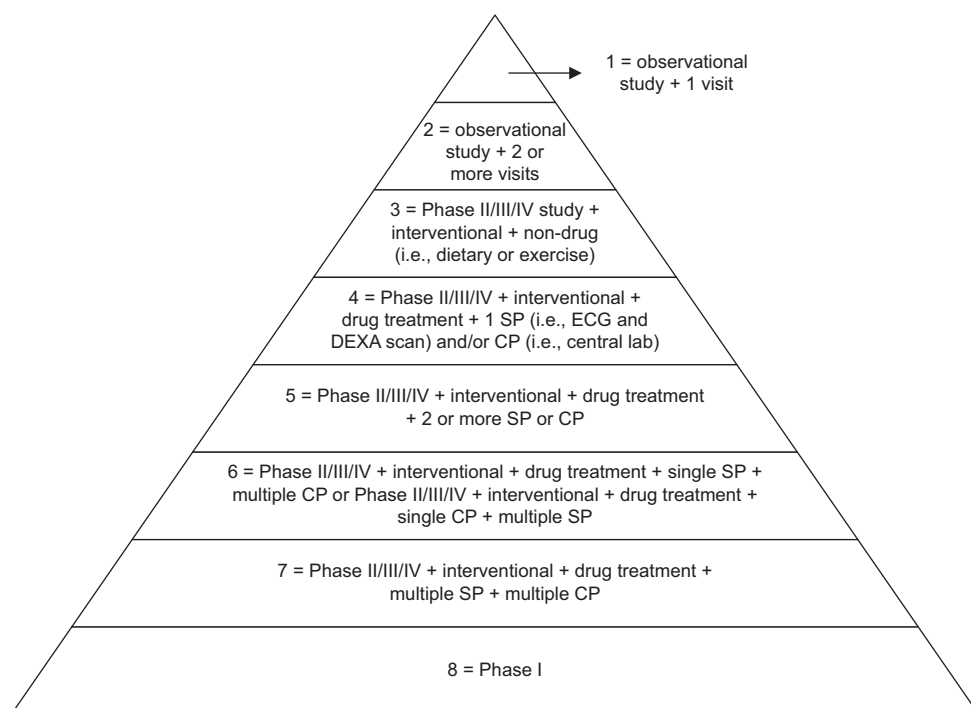 1 = observational
study + 1 visit
2 = observational
study + 2 or
more visits
3 = Phase II/III/IV study +
interventional + non-drug
(i.e., dietary or exercise)
4 = Phase II/III/IV + interventional +
drug treatment + 1 SP (i.e., ECG and
DEXA scan) and/or CP (i.e., central lab)
5 = Phase II/III/IV + interventional + drug treatment
+ 2 or more SP or CP
6 = Phase II/III/IV + interventional + drug treatment + single SP +
multiple CP or Phase II/III/IV + interventional + drug treatment +
single CP + multiple SP
7 = Phase II/III/IV + interventional + drug treatment +
multiple SP + multiple CP
8 = Phase I